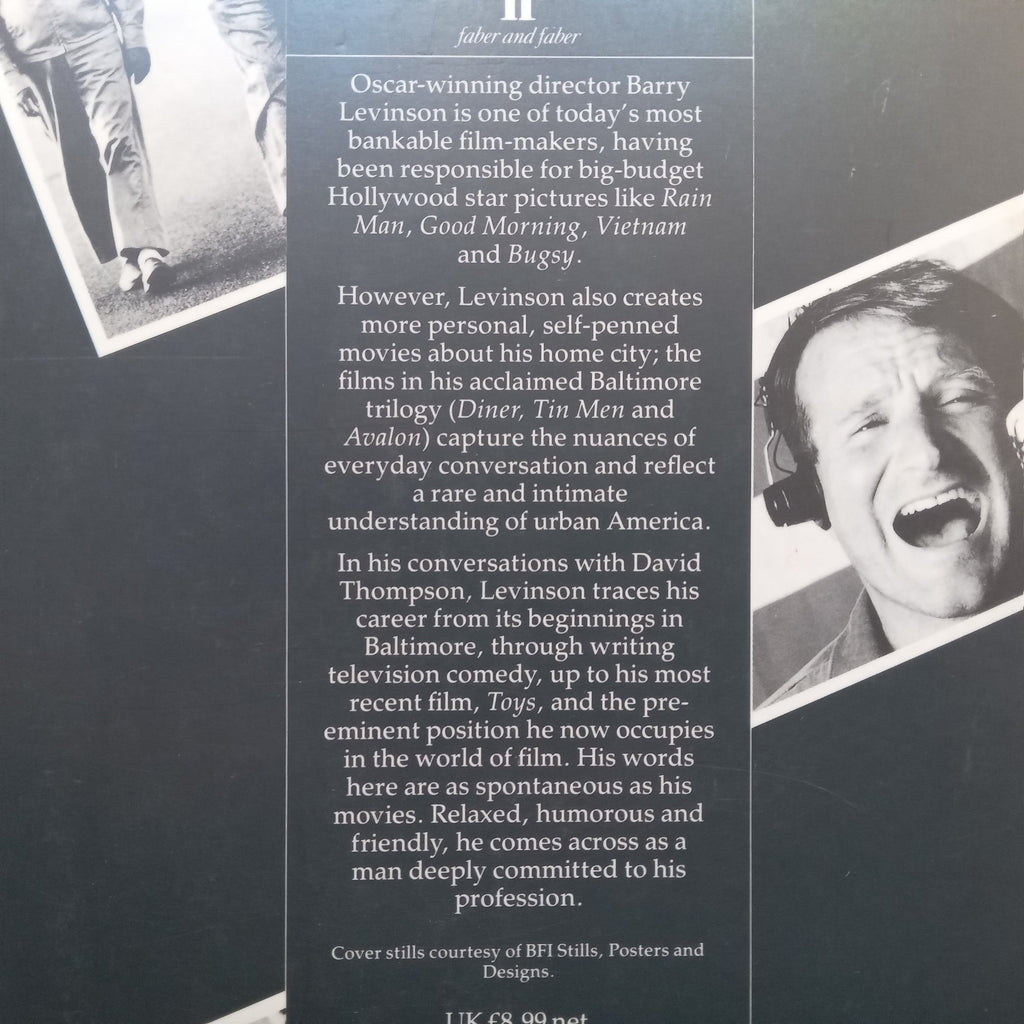 ff
faber and faber
Oscar-winning director Barry
Levinson is one of today's most
bankable film-makers, having
been responsible for big-budget
Hollywood star pictures like Rain
Man, Good Morning, Vietnam
and Bugsy.
However, Levinson also creates
more personal, self-penned
movies about his home city; the
films in his acclaimed Baltimore
trilogy (Diner, Tin Men and
Avalon) capture the nuances of
everyday conversation and reflect
a rare and intimate
understanding of urban America.
In his conversations with David
Thompson, Levinson traces his
career from its beginnings in
Baltimore, through writing
television comedy, up to his most
recent film, Toys, and the pre-
eminent position he now occupies
in the world of film. His words
here are as spontaneous as his
movies. Relaxed, humorous and
friendly, he comes across as a
man deeply committed to his
profession.
Cover stills courtesy of BFI Stills, Posters and
Designs.
UK £8.99 net